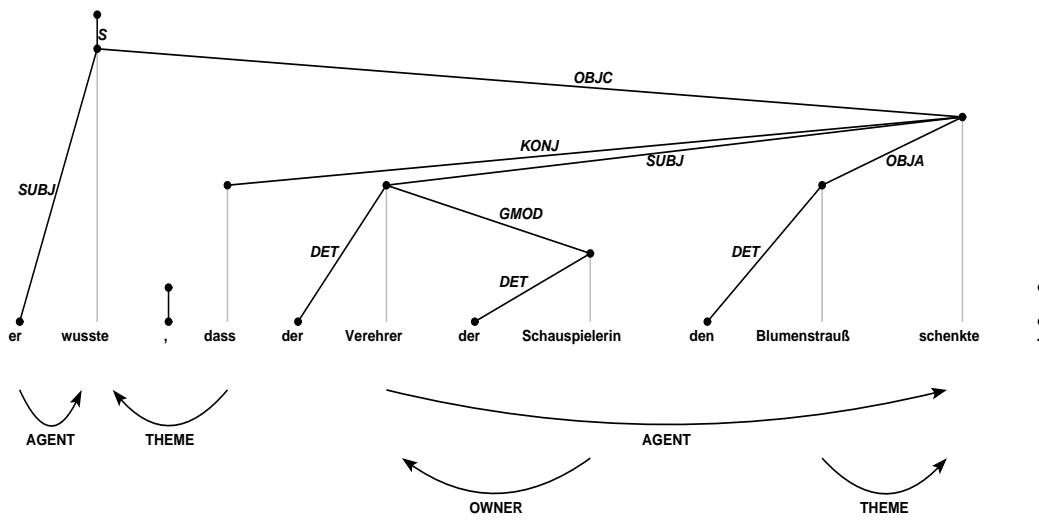 S
OBJC
KONJ
SUBJ
OBJA
SUBJ
GMOD
DET
DET
DET
er wusste , dass der Verehrer der Schauspielerin den Blumenstrauß schenkte .
AGENT THEME AGENT
OWNER THEME